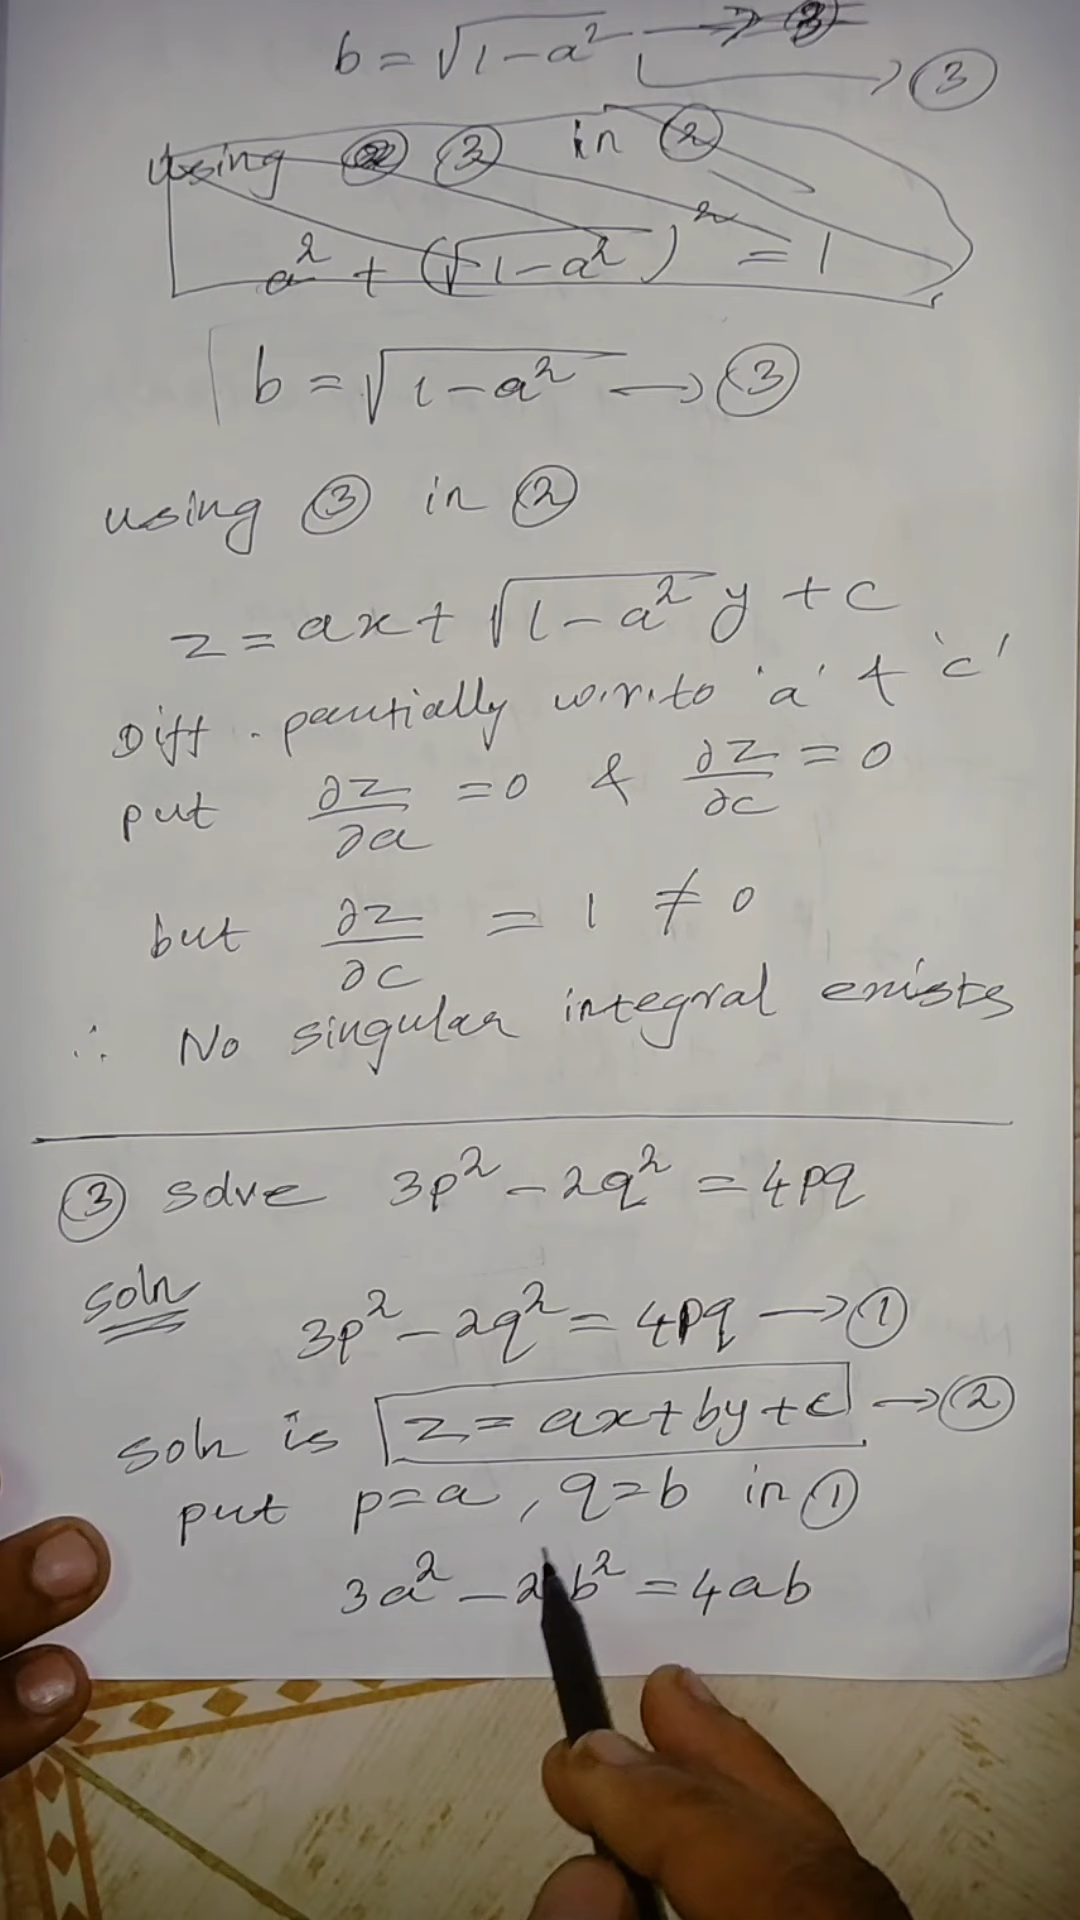 b = √1-a² → ③
→ ③
using ③ in ②
a² + (√1-a²)² = 1
b = √1-a² → ③
using ③ in ②
z = ax + √1-a² y + c
Diff. partially w.r.to 'a' & 'c'
put ∂z/∂a = 0 & ∂z/∂c = 0
but ∂z/∂c = 1 ≠ 0
∴ No singular integral exists
③ solve 3p² - 2q² = 4pq
soln
3p² - 2q² = 4pq → ①
soln is z = ax + by + c → ②
put p=a, q=b in ①
3a² - 2b² = 4ab